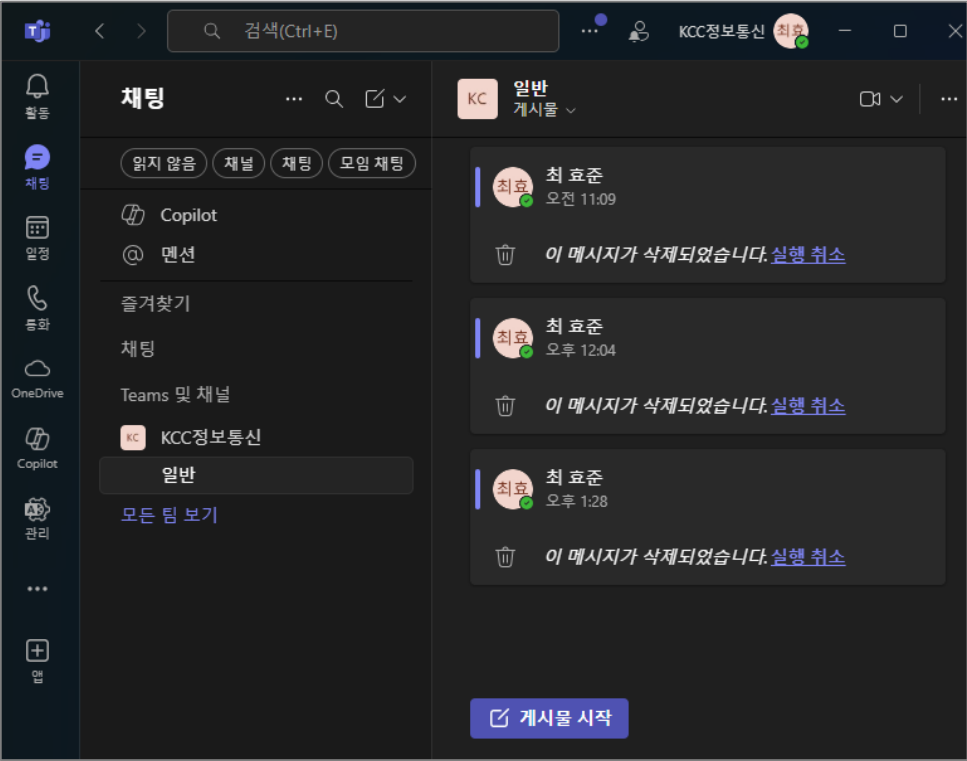 검색(Ctrl+E)
KCC정보통신
최효
활동
채팅
일정
통화
OneDrive
Copilot
관리
앱
채팅
읽지 않음
채널
채팅
모임 채팅
Copilot
멘션
즐겨찾기
채팅
Teams 및 채널
KC
KCC정보통신
일반
모든 팀 보기
KC
일반
게시물
최효
최 효준
오전 11:09
이 메시지가 삭제되었습니다. 실행 취소
최효
최 효준
오후 12:04
이 메시지가 삭제되었습니다. 실행 취소
최효
최 효준
오후 1:28
이 메시지가 삭제되었습니다. 실행 취소
게시물 시작